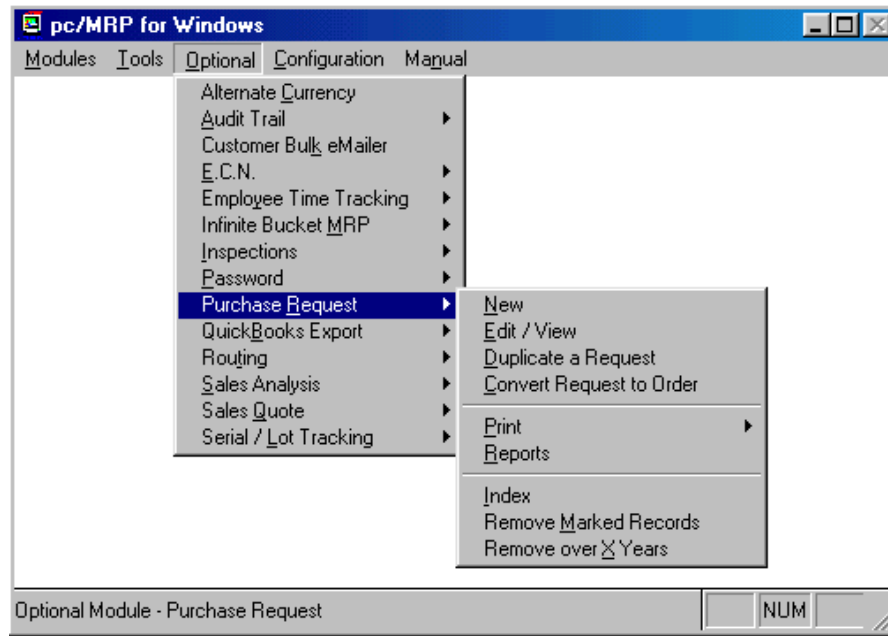 pc/MRP for Windows
Modules Tools Optional Configuration Manual
Alternate Currency
Audit Trail
Customer Bulk eMailer
E.C.N.
Employee Time Tracking
Infinite Bucket MRP
Inspections
Password
Purchase Request
QuickBooks Export
Routing
Sales Analysis
Sales Quote
Serial / Lot Tracking
New
Edit / View
Duplicate a Request
Convert Request to Order
Print
Reports
Index
Remove Marked Records
Remove over X Years
Optional Module - Purchase Request NUM